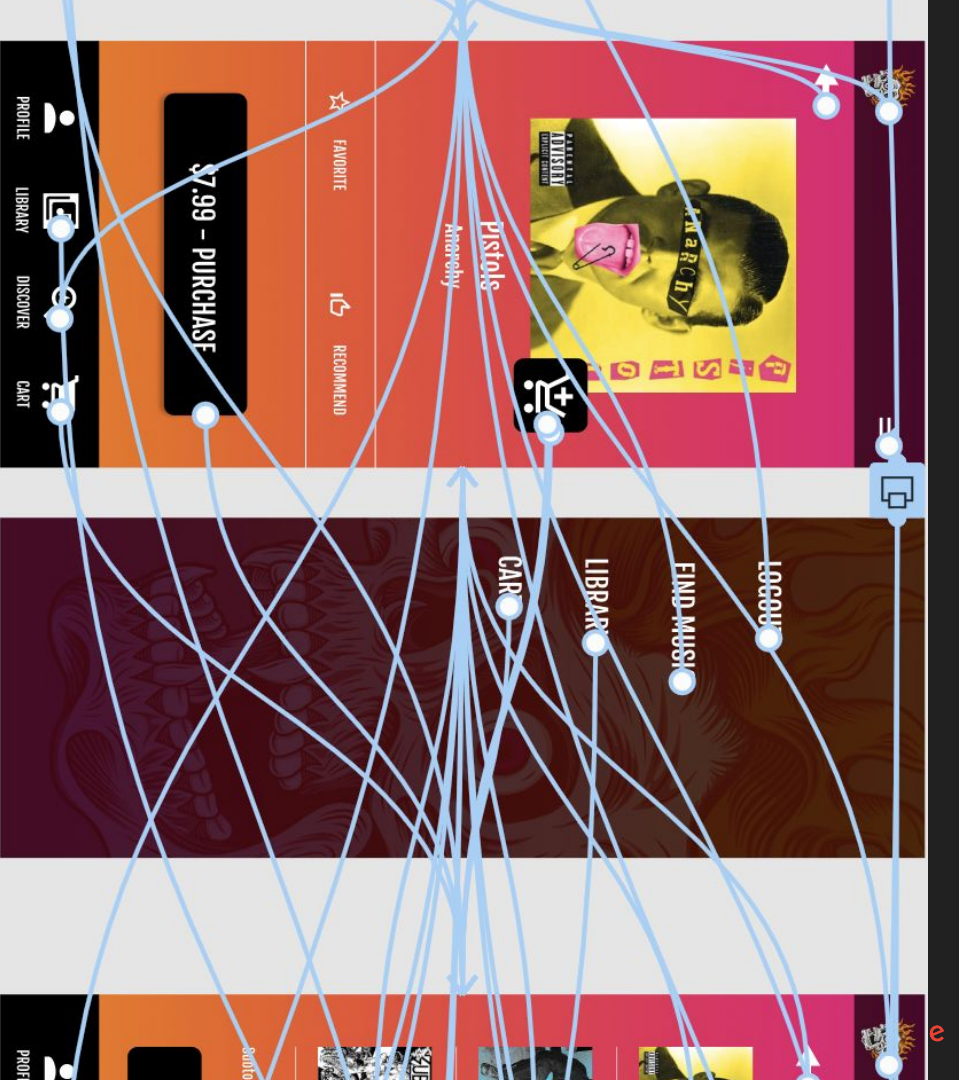 PARENTAL
ADVISORY
EXPLICIT CONTENT
ANaRChy
Pistols
Anarchy
FAVORITE
RECOMMEND
$7.99 – PURCHASE
PROFILE
LIBRARY
DISCOVER
CART
LOGOUT
FIND MUSIC
LIBRARY
CART
e